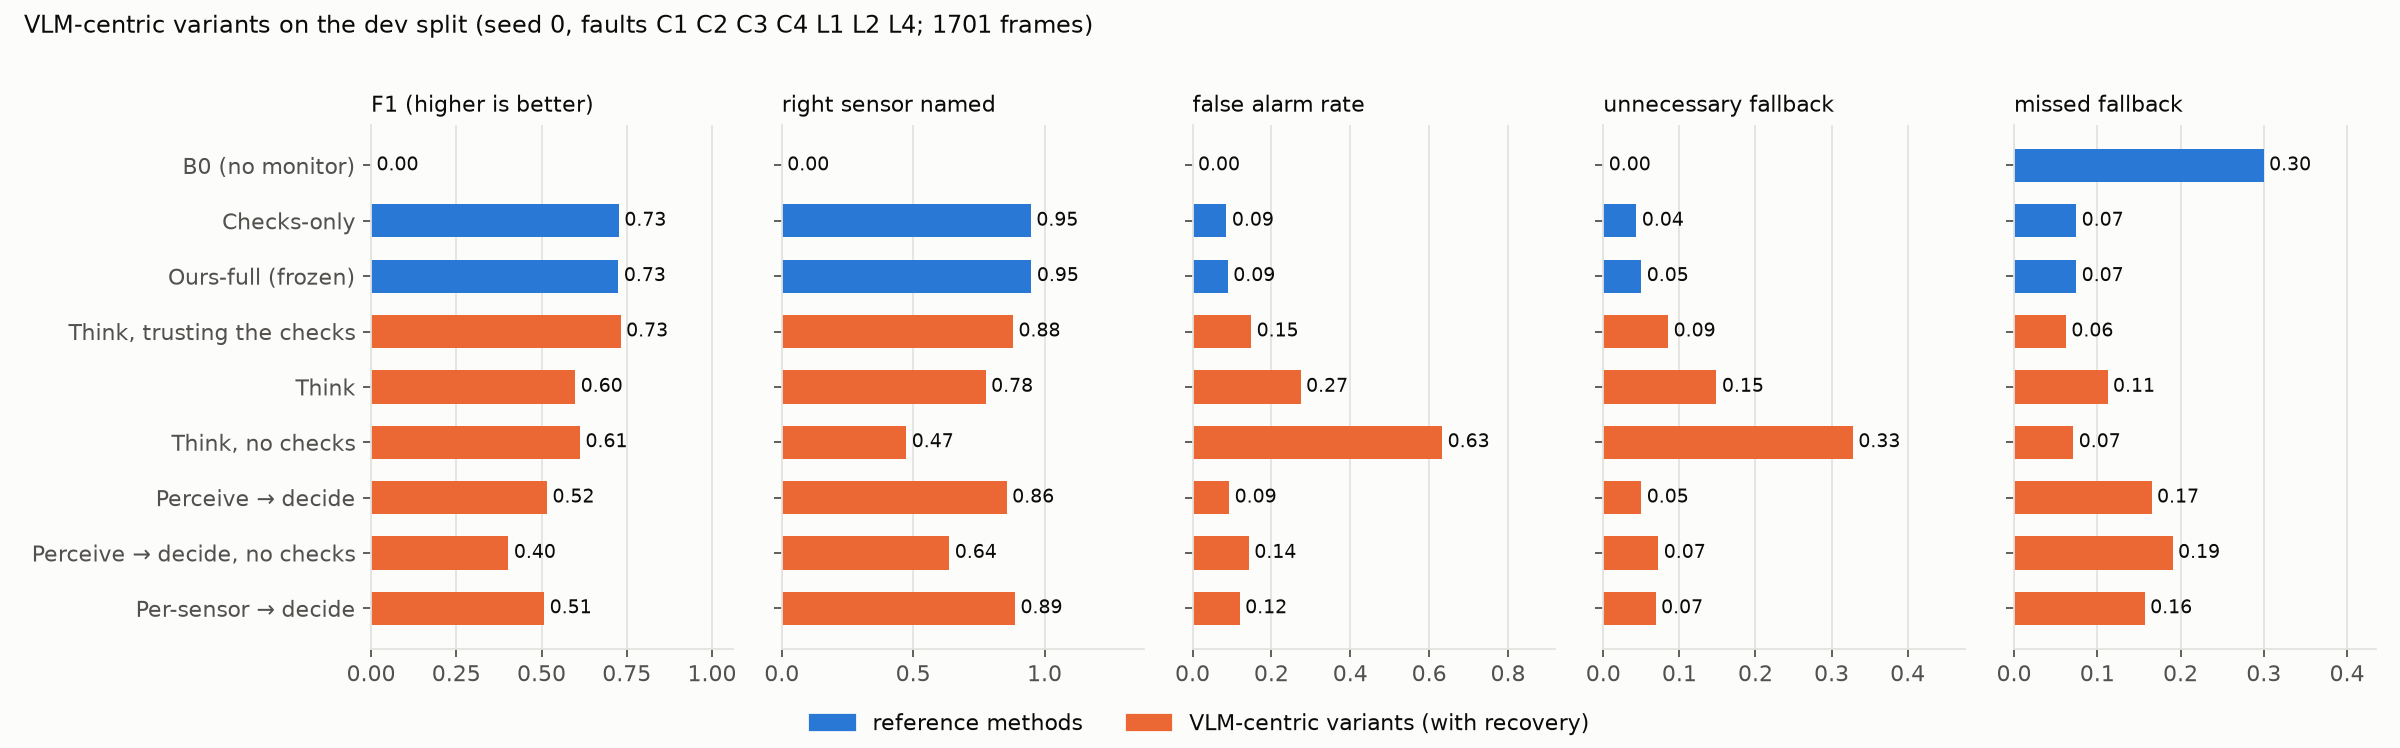 VLM-centric variants on the dev split (seed 0, faults C1 C2 C3 C4 L1 L2 L4; 1701 frames)
F1 (higher is better) right sensor named false alarm rate unnecessary fallback missed fallback
B0 (no monitor) 0.00 0.00 0.00 0.00 0.30
Checks-only 0.73 0.95 0.09 0.04 0.07
Ours-full (frozen) 0.73 0.95 0.09 0.05 0.07
Think, trusting the checks 0.73 0.88 0.15 0.09 0.06
Think 0.60 0.78 0.27 0.15 0.11
Think, no checks 0.61 0.47 0.63 0.33 0.07
Perceive → decide 0.52 0.86 0.09 0.05 0.17
Perceive → decide, no checks 0.40 0.64 0.14 0.07 0.19
Per-sensor → decide 0.51 0.89 0.12 0.07 0.16
0.00 0.25 0.50 0.75 1.00 0.0 0.5 1.0 0.0 0.2 0.4 0.6 0.8 0.0 0.1 0.2 0.3 0.4 0.0 0.1 0.2 0.3 0.4
reference methods VLM-centric variants (with recovery)